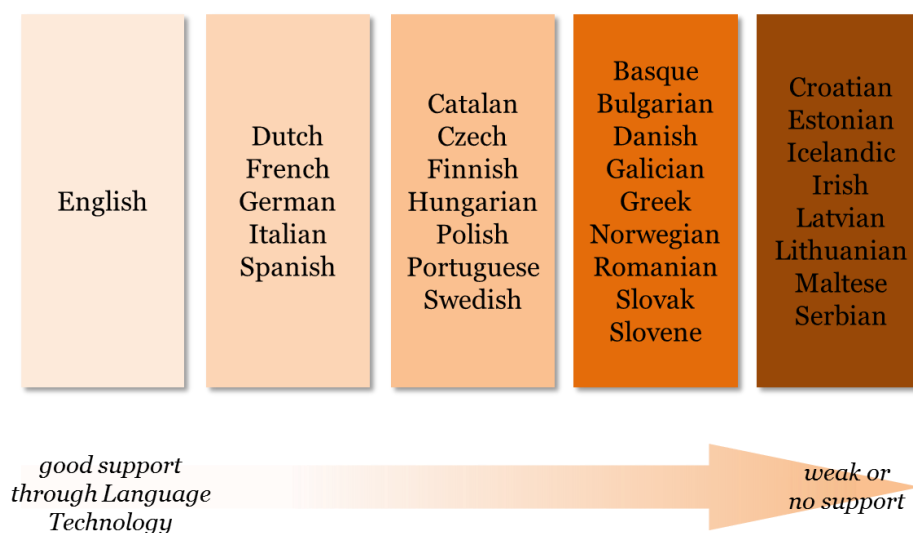 English
Dutch
French
German
Italian
Spanish
Catalan
Czech
Finnish
Hungarian
Polish
Portuguese
Swedish
Basque
Bulgarian
Danish
Galician
Greek
Norwegian
Romanian
Slovak
Slovene
Croatian
Estonian
Icelandic
Irish
Latvian
Lithuanian
Maltese
Serbian
good support
through Language
Technology
weak or
no support